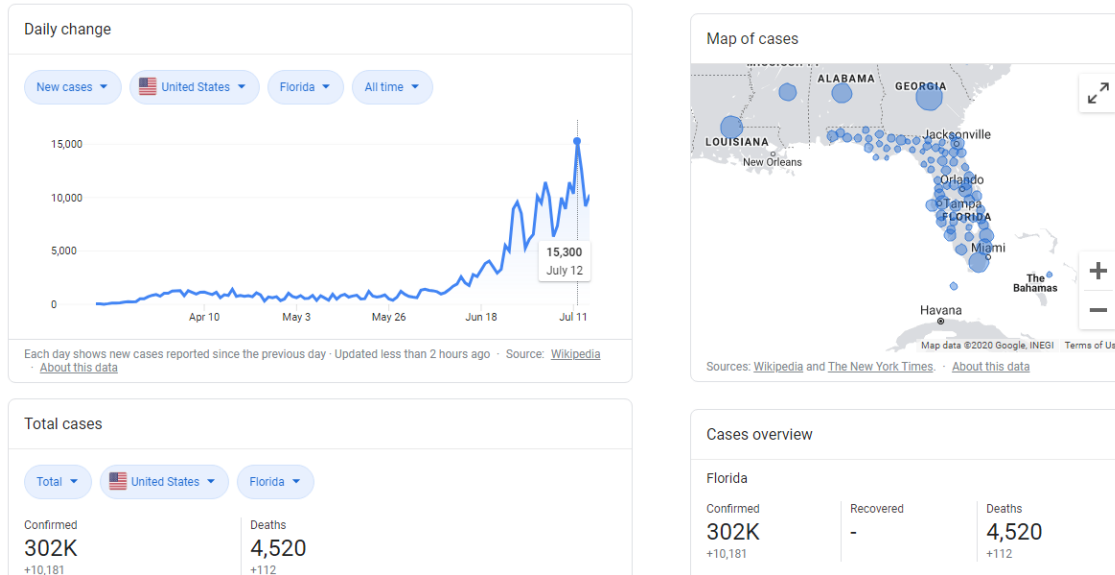 Daily change
New cases
United States
Florida
All time
15,000
10,000
5,000
0
15,300
July 12
Apr 10
May 3
May 26
Jun 18
Jul 11
Each day shows new cases reported since the previous day · Updated less than 2 hours ago · Source: Wikipedia
· About this data
Total cases
Total
United States
Florida
Confirmed
302K
+10,181
Deaths
4,520
+112
Map of cases
ALABAMA
GEORGIA
LOUISIANA
New Orleans
Jacksonville
Orlando
Tampa
FLORIDA
Miami
The
Bahamas
Havana
+
−
Map data ©2020 Google, INEGI Terms of Us
Sources: Wikipedia and The New York Times. · About this data
Cases overview
Florida
Confirmed
302K
+10,181
Recovered
-
Deaths
4,520
+112